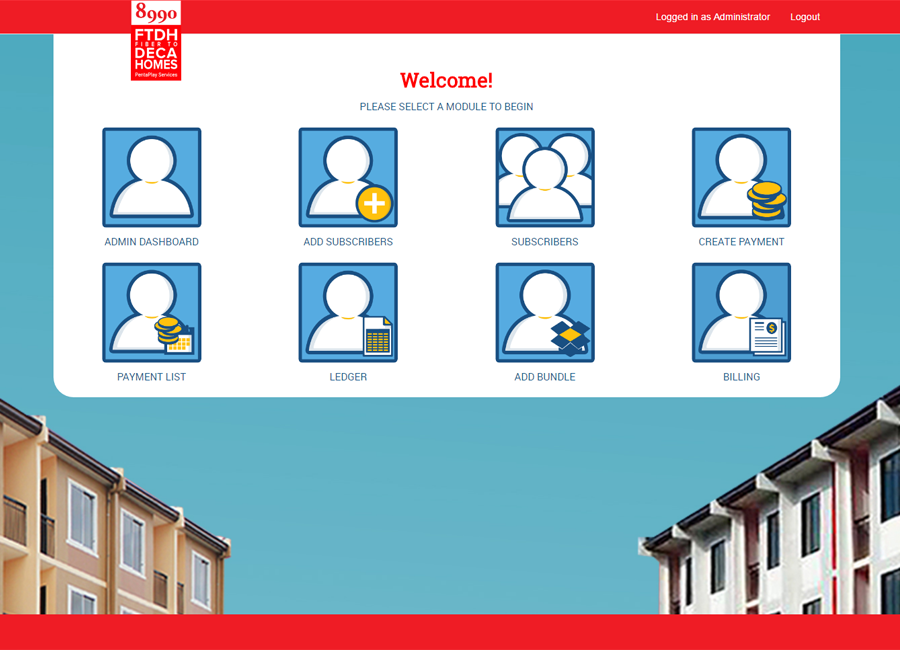 8990
FTDH
FIBER TO
DECA
HOMES
PentaPlay Services
Logged in as Administrator
Logout
Welcome!
PLEASE SELECT A MODULE TO BEGIN
ADMIN DASHBOARD
ADD SUBSCRIBERS
SUBSCRIBERS
CREATE PAYMENT
PAYMENT LIST
LEDGER
ADD BUNDLE
$
BILLING